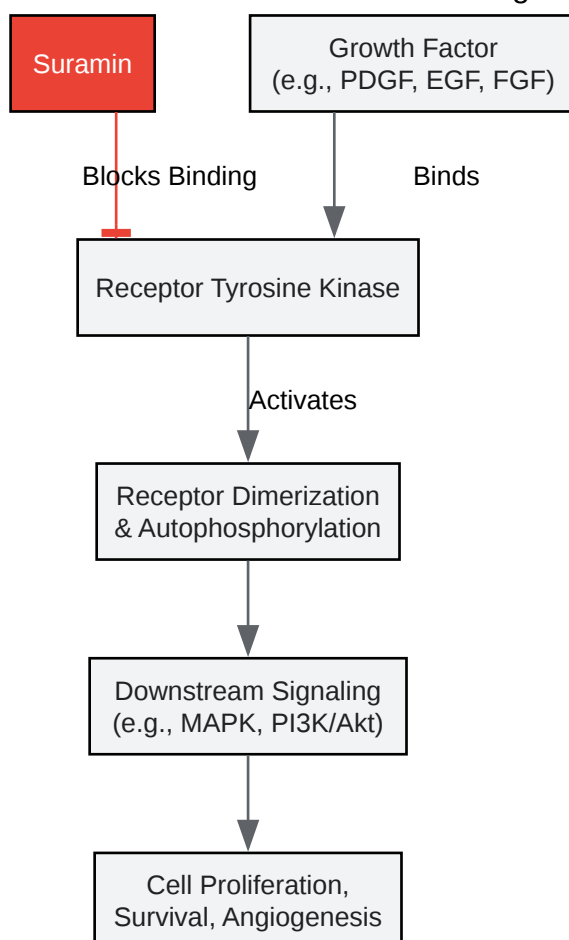 Suramin
Growth Factor
(e.g., PDGF, EGF, FGF)
Blocks Binding
Binds
Receptor Tyrosine Kinase
Activates
Receptor Dimerization
& Autophosphorylation
Downstream Signaling
(e.g., MAPK, PI3K/Akt)
Cell Proliferation,
Survival, Angiogenesis